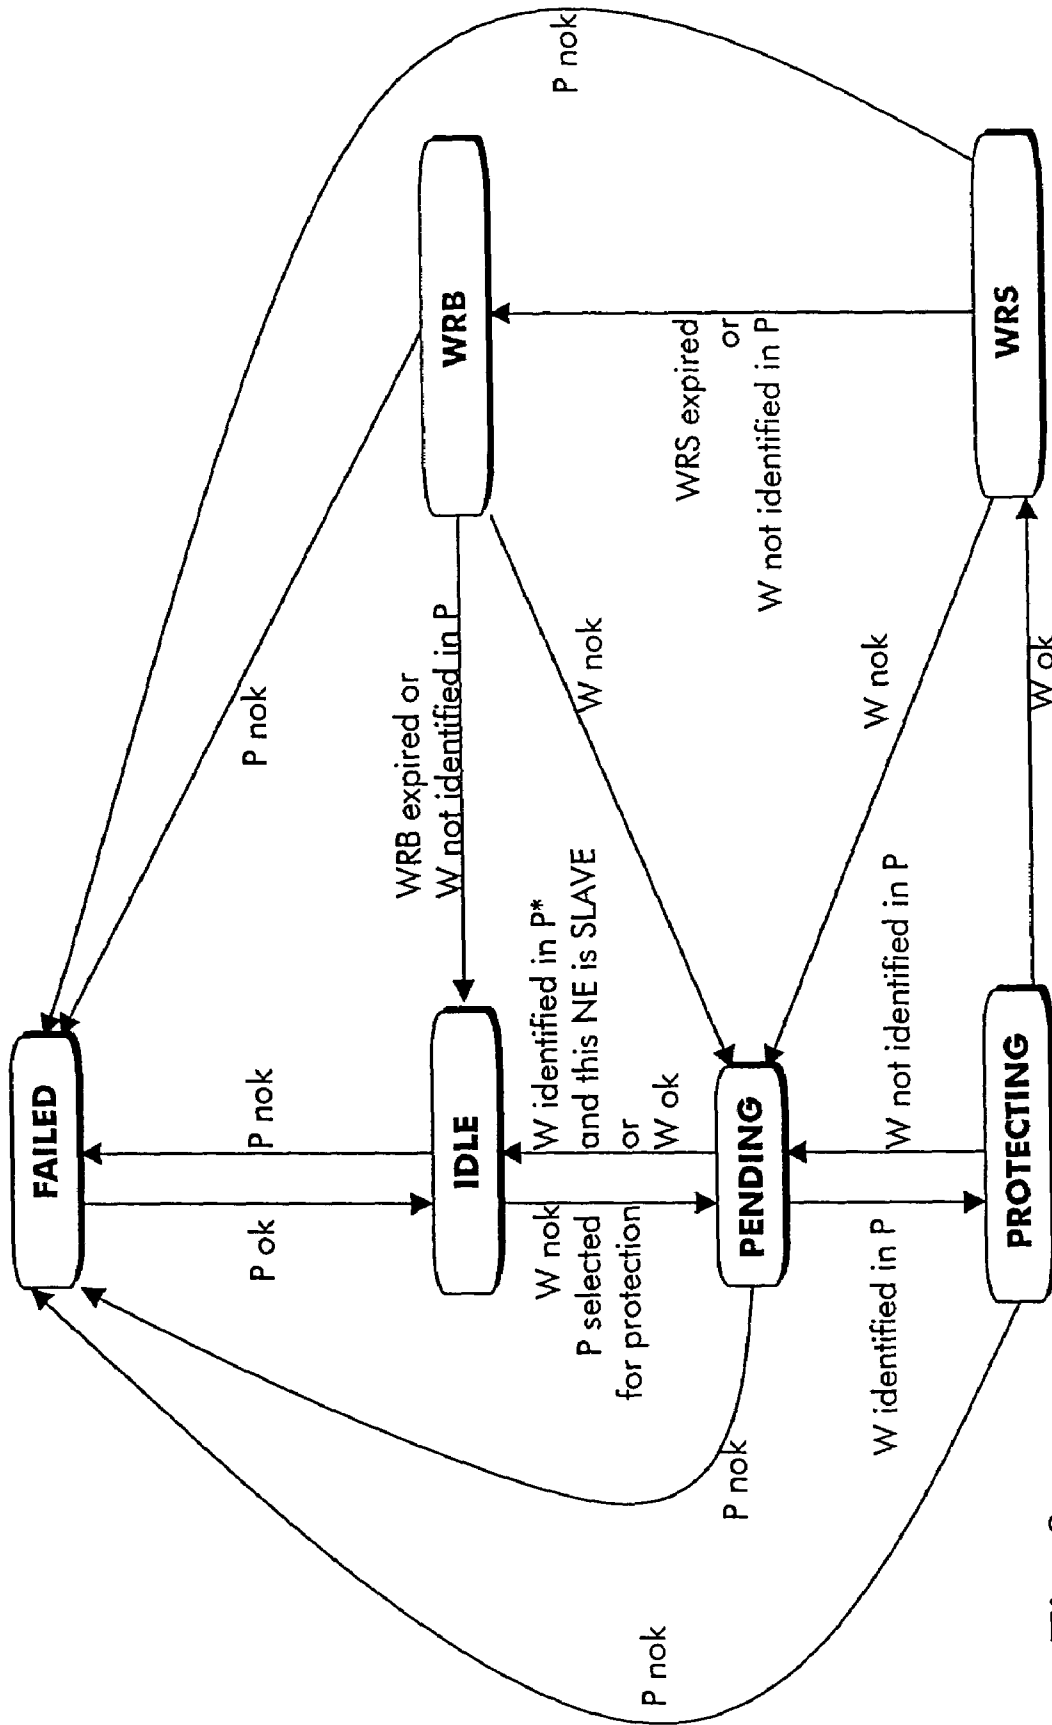 FAILED
P nok
P ok
P nok
P nok
WRB expired or
W not identified in P
WRB
IDLE
W nok
P selected
for protection
W identified in P*
and this NE is SLAVE
or
W ok
W nok
P nok
P nok
PENDING
WRS expired
or
W not identified in P
W identified in P
W not identified in P
W nok
PROTECTING
W ok
WRS